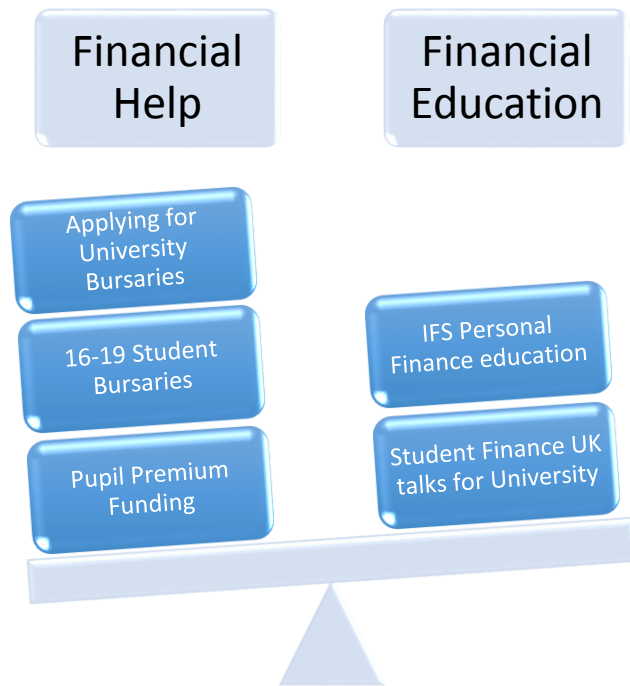 Financial
Help
Financial
Education
Applying for
University
Bursaries
16-19 Student
Bursaries
Pupil Premium
Funding
IFS Personal
Finance education
Student Finance UK
talks for University